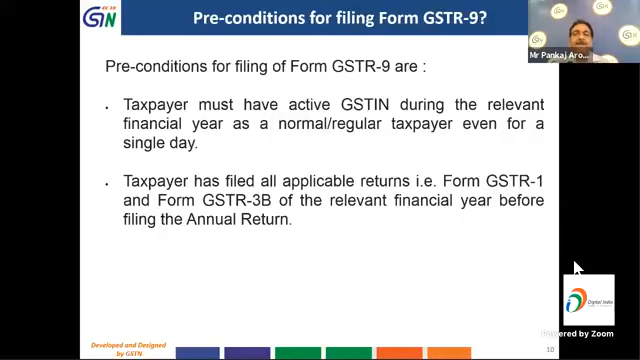 GSTN
Pre-conditions for filing Form GSTR-9?
Mr Pankaj Aro...
Pre-conditions for filing of Form GSTR-9 are :
Taxpayer must have active GSTIN during the relevant
financial year as a normal/regular taxpayer even for a
single day.
Taxpayer has filed all applicable returns i.e. Form GSTR-1
and Form GSTR-3B of the relevant financial year before
filing the Annual Return.
Digital India
Powered by Zoom
Developed and Designed
by GSTN
10